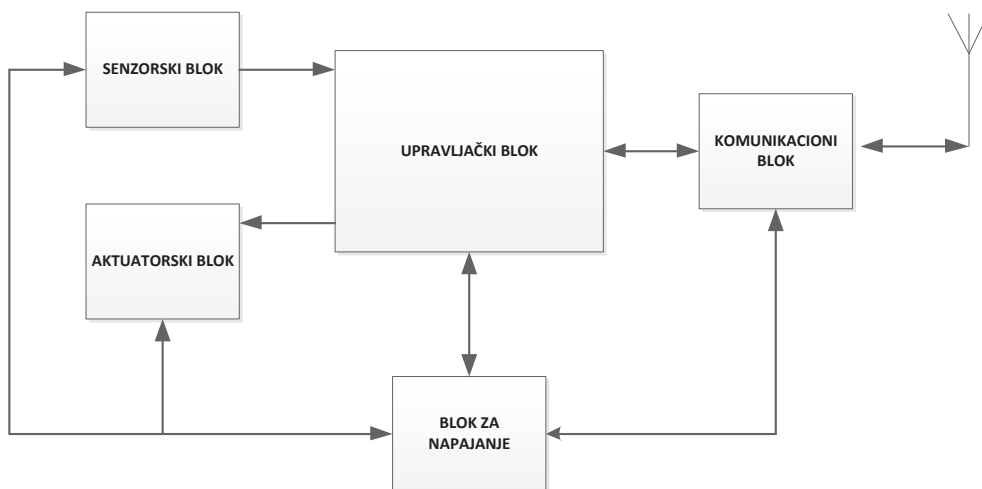 SENZORSKI BLOK
UPRAVLJAČKI BLOK
KOMUNIKACIONI
BLOK
AKTUATORSKI BLOK
BLOK ZA
NAPAJANJE